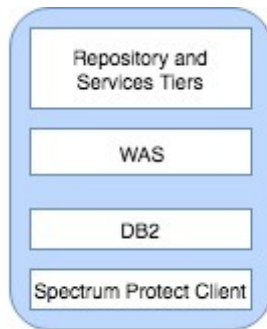 Repository and
Services Tiers
WAS
DB2
Spectrum Protect Client